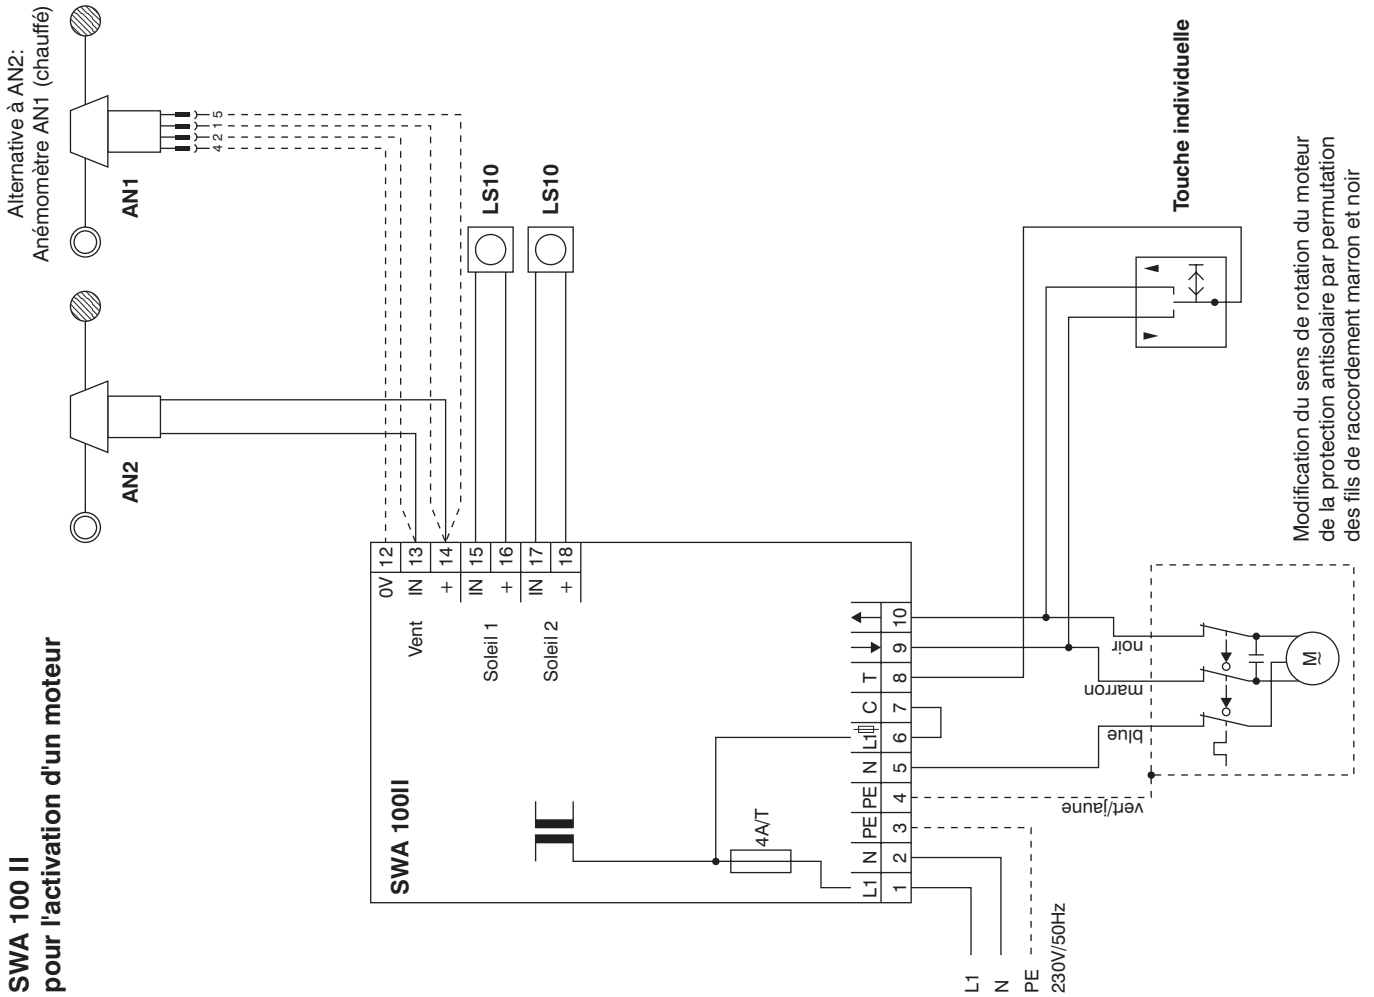 SWA 100 II
pour l'activation d'un moteur
Alternative à AN2:
Anémomètre AN1 (chauffé)
AN2
AN1
4 2 1 5
LS10
LS10
0V 12
IN 13
+ 14
IN 15
+ 16
IN 17
+ 18
Vent
Soleil 1
Soleil 2
SWA 100II
4A/T
L1 N PE PE N L1 C T
1 2 3 4 5 6 7 8 9 10
L1
N
PE
230V/50Hz
vert/jaune
blue
marron
noir
M
~
Touche individuelle
Modification du sens de rotation du moteur
de la protection antisolaire par permutation
des fils de raccordement marron et noir